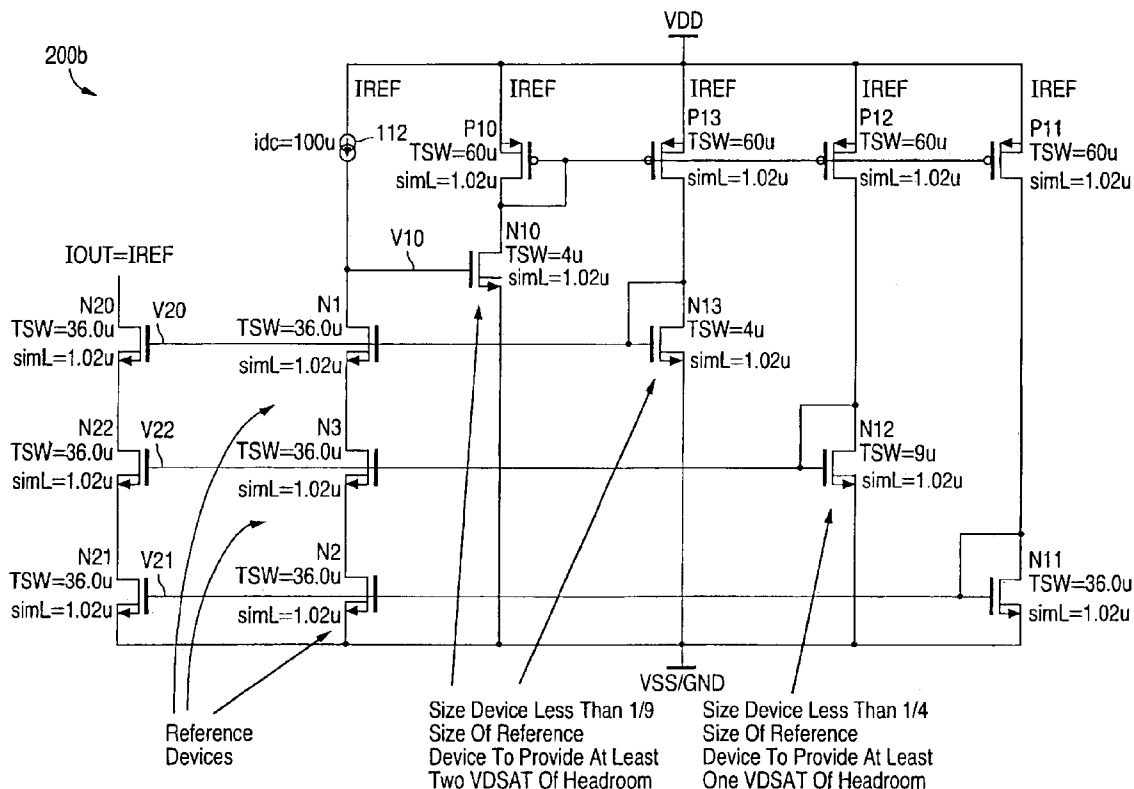 200b
VDD
IREF
IREF
IREF
IREF
IREF
idc=100u
112
P10
TSW=60u
simL=1.02u
P13
TSW=60u
simL=1.02u
P12
TSW=60u
simL=1.02u
P11
TSW=60u
simL=1.02u
V10
N10
TSW=4u
simL=1.02u
IOUT=IREF
N20
TSW=36.0u
simL=1.02u
V20
N1
TSW=36.0u
simL=1.02u
N13
TSW=4u
simL=1.02u
N22
TSW=36.0u
simL=1.02u
V22
N3
TSW=36.0u
simL=1.02u
N12
TSW=9u
simL=1.02u
N21
TSW=36.0u
simL=1.02u
V21
N2
TSW=36.0u
simL=1.02u
N11
TSW=36.0u
simL=1.02u
VSS/GND
Reference
Devices
Size Device Less Than 1/9
Size Of Reference
Device To Provide At Least
Two VDSAT Of Headroom
Size Device Less Than 1/4
Size Of Reference
Device To Provide At Least
One VDSAT Of Headroom